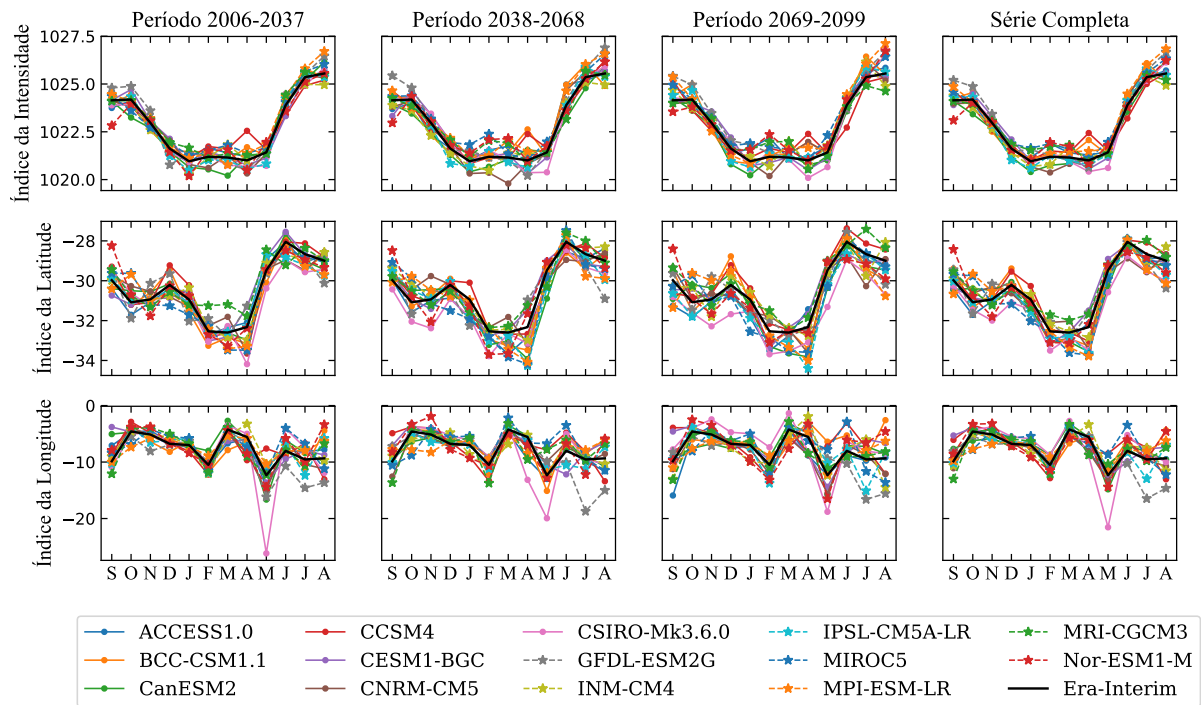 Período 2006-2037 Período 2038-2068 Período 2069-2099 Série Completa
Índice da Intensidade
1027.5
1025.0
1022.5
1020.0
Índice da Latitude
−28
−30
−32
−34
Índice da Longitude
0
−10
−20
S O N D J F M A M J J A S O N D J F M A M J J A S O N D J F M A M J J A S O N D J F M A M J J A
ACCESS1.0 CCSM4 CSIRO-Mk3.6.0 IPSL-CM5A-LR MRI-CGCM3
BCC-CSM1.1 CESM1-BGC GFDL-ESM2G MIROC5 Nor-ESM1-M
CanESM2 CNRM-CM5 INM-CM4 MPI-ESM-LR Era-Interim